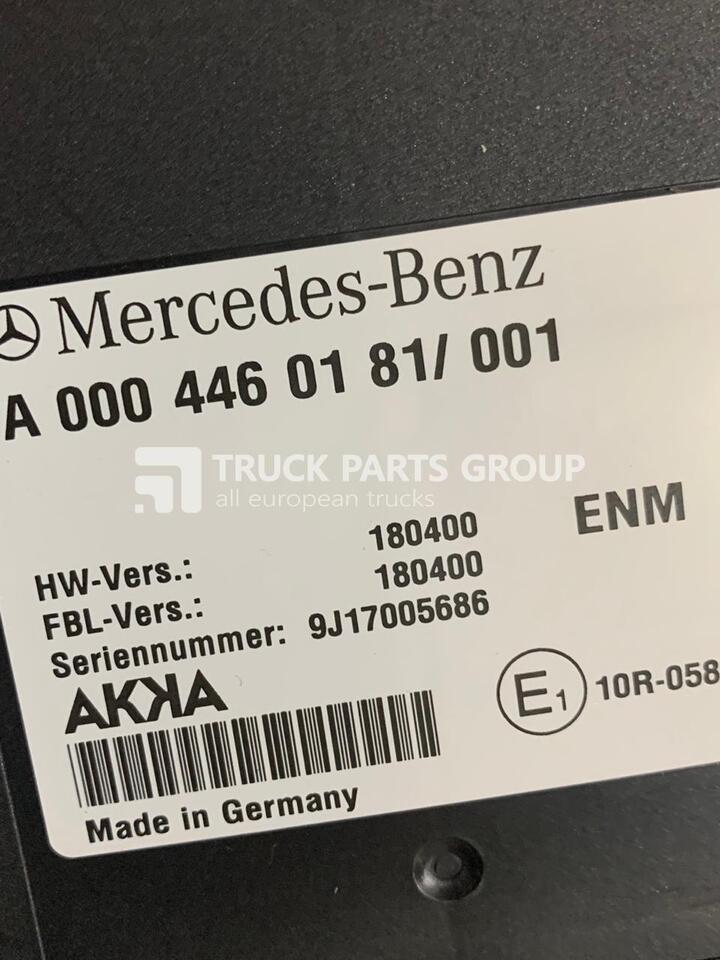 Mercedes-Benz
A 000 446 01 81/ 001
TRUCK PARTS GROUP
all european trucks
ENM
HW-Vers.: 180400
FBL-Vers.: 180400
Seriennummer: 9J17005686
AKKA
E1 10R-058
Made in Germany